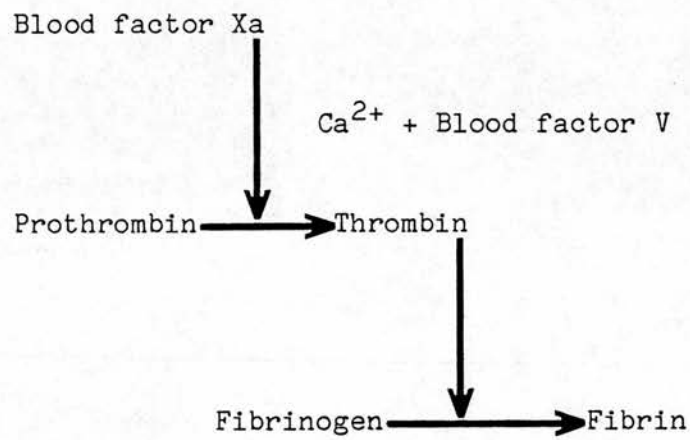 Blood factor Xa
Ca2+ + Blood factor V
Prothrombin Thrombin
Fibrinogen Fibrin